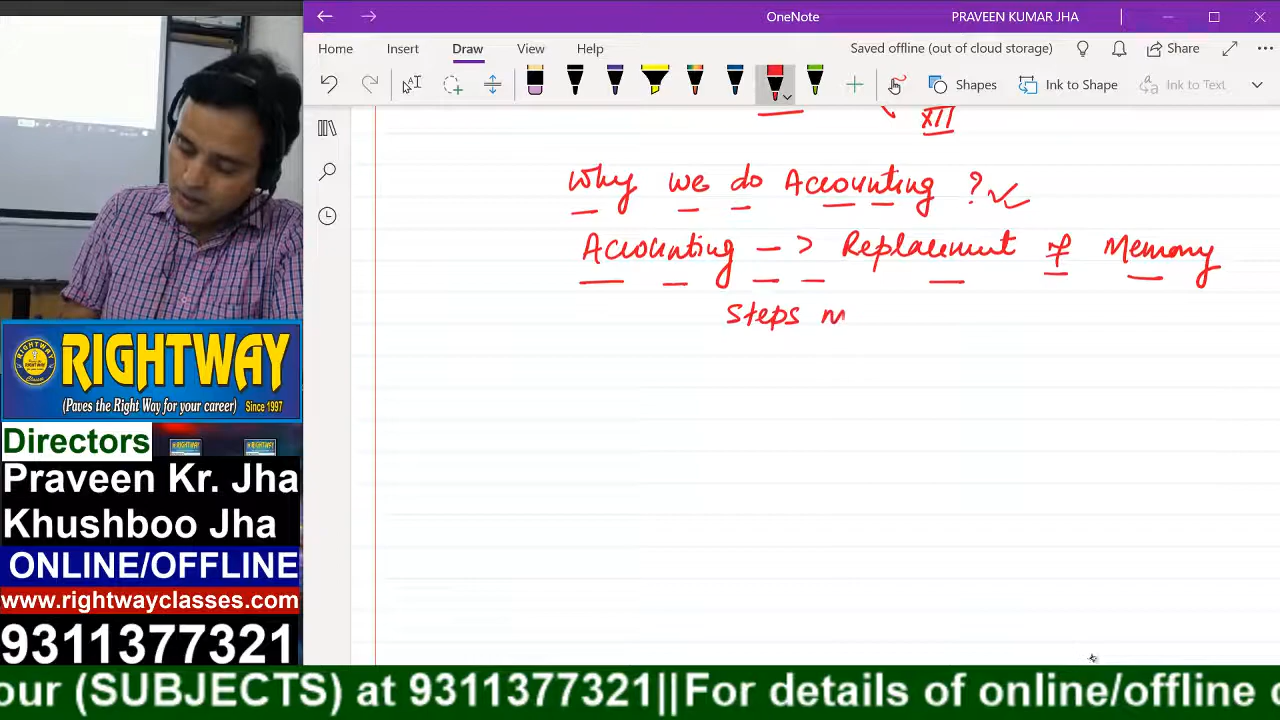 OneNote
PRAVEEN KUMAR JHA
Home Insert Draw View Help
Saved offline (out of cloud storage)
Share
Shapes
Ink to Shape
Ink to Text
XII
Why we do Accounting ?
Accounting -> Replacement of Memory
Steps
RIGHTWAY
(Paves the Right Way for your career) Since 1997
Directors
Praveen Kr. Jha
Khushboo Jha
ONLINE/OFFLINE
www.rightwayclasses.com
9311377321
our (SUBJECTS) at 9311377321||For details of online/offline